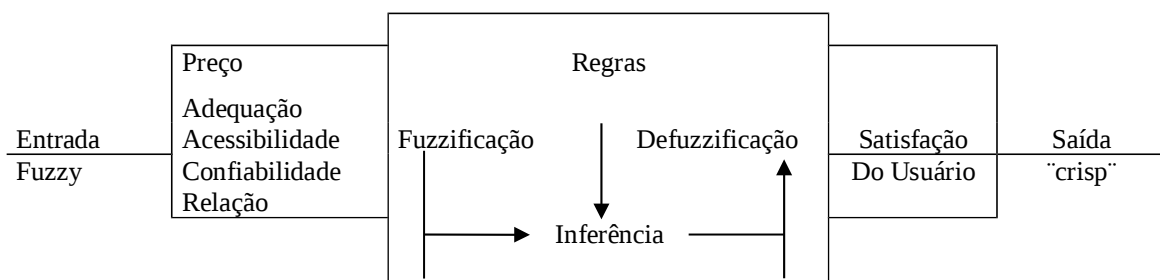 Preço
Regras
Adequação
Entrada
Acessibilidade
Fuzzificação
Defuzzificação
Satisfação
Saída
Fuzzy
Confiabilidade
Do Usuário
¨crisp¨
Relação
Inferência